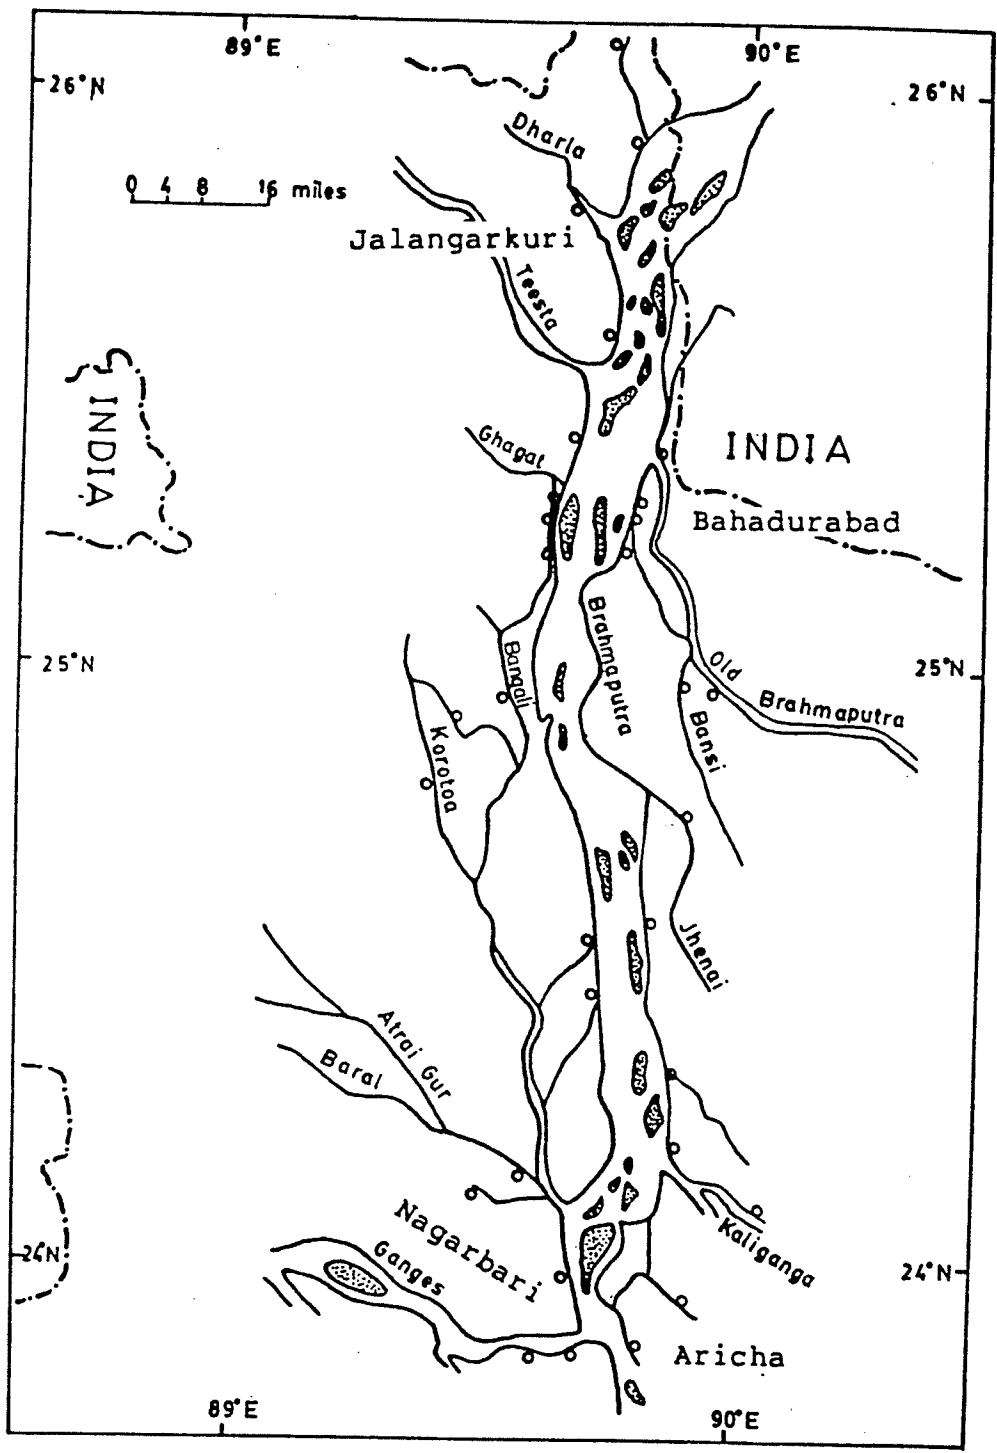 89°E
90°E
26°N
26°N
Dharla
0 4 8 16 miles
Jalangarkuri
Teesta
INDIA
Ghagat
INDIA
Bahadurabad
Brahmaputra
25°N
Bangali
Old Brahmaputra
25°N
Korotoa
Bansi
Jhenai
Atrai Gur
Baral
Nagarbari
Kaliganga
24N
Ganges
24°N
Aricha
89°E
90°E